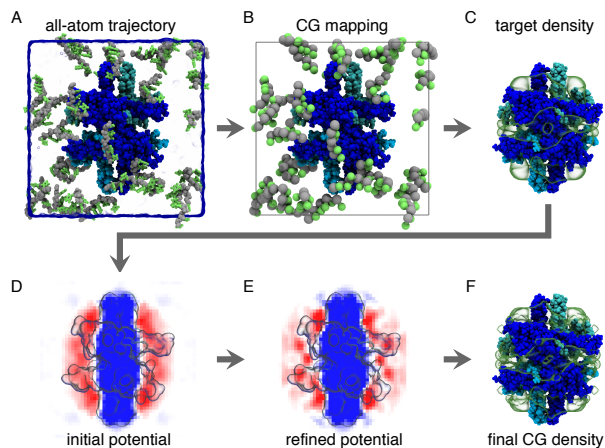 A all-atom trajectory
B CG mapping
C target density
D
E
F
initial potential
refined potential
final CG density